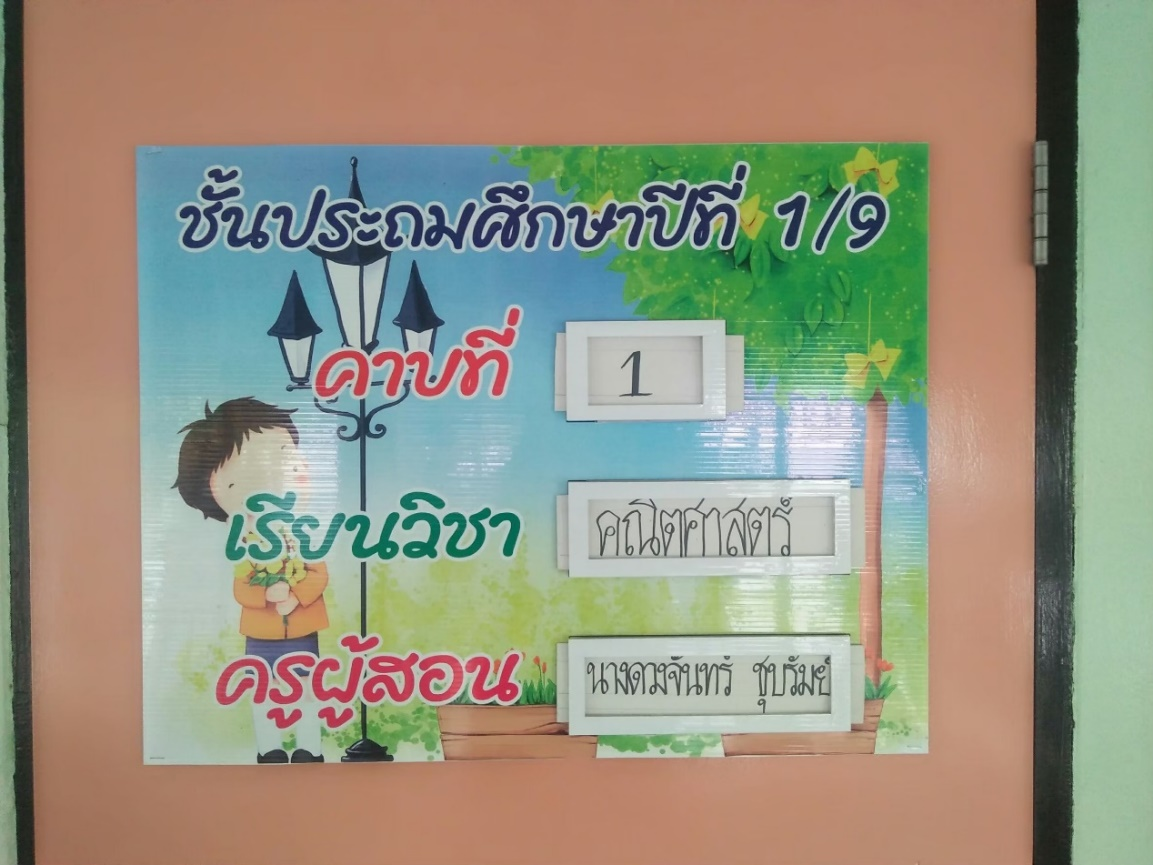 ชั้นประถมศึกษาปีที่ 1/9
คาบที่ 1
เรียนวิชา คณิตศาสตร์
ครูผู้สอน นางดวงจันทร์ ชุบรัมย์